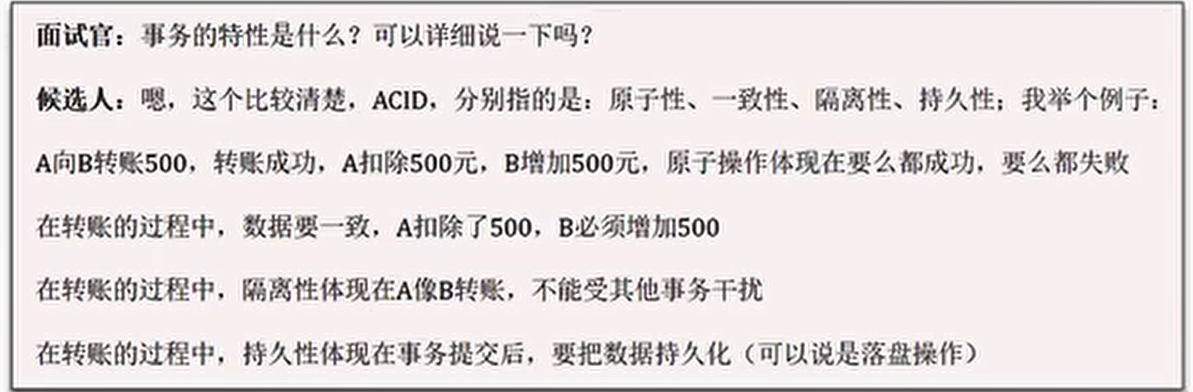 面试官：事务的特性是什么？可以详细说一下吗？
候选人：嗯，这个比较清楚，ACID，分别指的是：原子性、一致性、隔离性、持久性；我举个例子：
A向B转账500，转账成功，A扣除500元，B增加500元，原子操作体现在要么都成功，要么都失败
在转账的过程中，数据要一致，A扣除了500，B必须增加500
在转账的过程中，隔离性体现在A像B转账，不能受其他事务干扰
在转账的过程中，持久性体现在事务提交后，要把数据持久化（可以说是落盘操作）